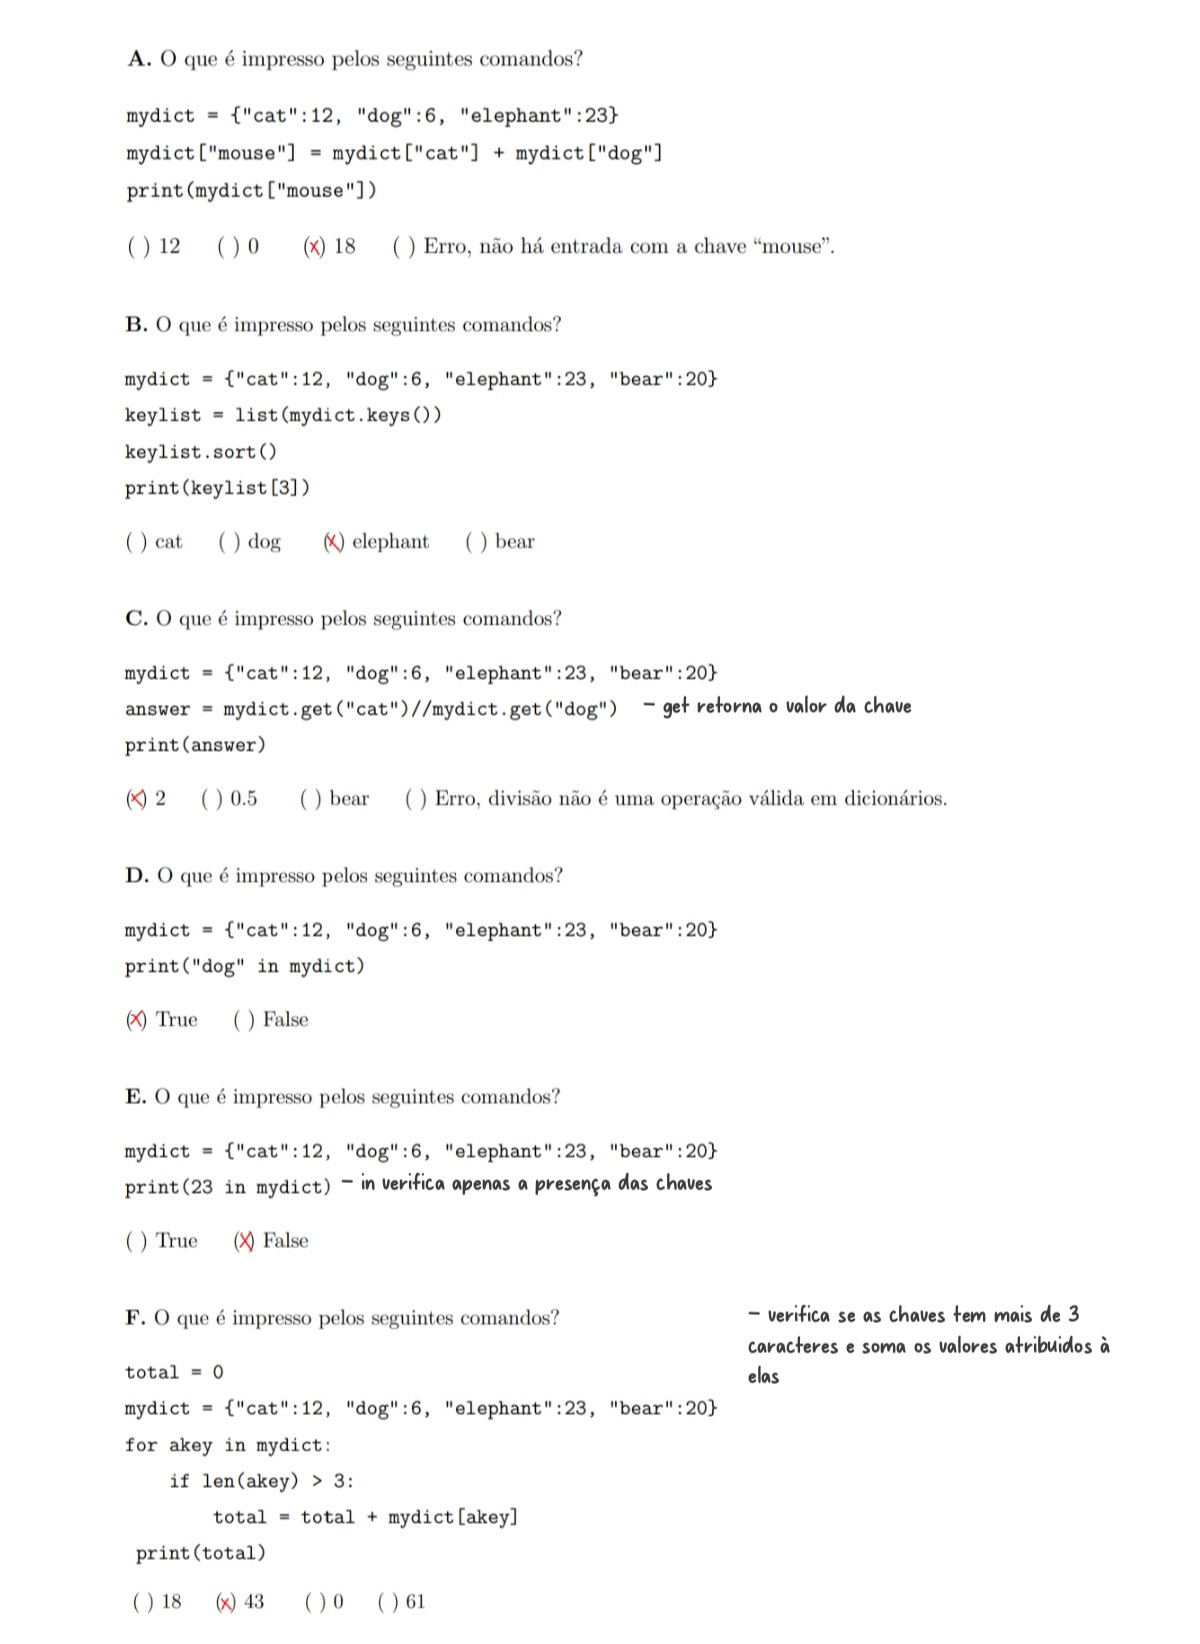 A. O que é impresso pelos seguintes comandos?
mydict = {"cat":12, "dog":6, "elephant":23}
mydict["mouse"] = mydict["cat"] + mydict["dog"]
print(mydict["mouse"])
( ) 12 ( ) 0 (x) 18 ( ) Erro, não há entrada com a chave “mouse”.
B. O que é impresso pelos seguintes comandos?
mydict = {"cat":12, "dog":6, "elephant":23, "bear":20}
keylist = list(mydict.keys())
keylist.sort()
print(keylist[3])
( ) cat ( ) dog (x) elephant ( ) bear
C. O que é impresso pelos seguintes comandos?
mydict = {"cat":12, "dog":6, "elephant":23, "bear":20}
answer = mydict.get("cat")//mydict.get("dog") - get retorna o valor da chave
print(answer)
(x) 2 ( ) 0.5 ( ) bear ( ) Erro, divisão não é uma operação válida em dicionários.
D. O que é impresso pelos seguintes comandos?
mydict = {"cat":12, "dog":6, "elephant":23, "bear":20}
print("dog" in mydict)
(x) True ( ) False
E. O que é impresso pelos seguintes comandos?
mydict = {"cat":12, "dog":6, "elephant":23, "bear":20}
print(23 in mydict) - in verifica apenas a presença das chaves
( ) True (x) False
F. O que é impresso pelos seguintes comandos?
- verifica se as chaves tem mais de 3
caracteres e soma os valores atribuidos à
elas
total = 0
mydict = {"cat":12, "dog":6, "elephant":23, "bear":20}
for akey in mydict:
if len(akey) > 3:
total = total + mydict[akey]
print(total)
( ) 18 (x) 43 ( ) 0 ( ) 61